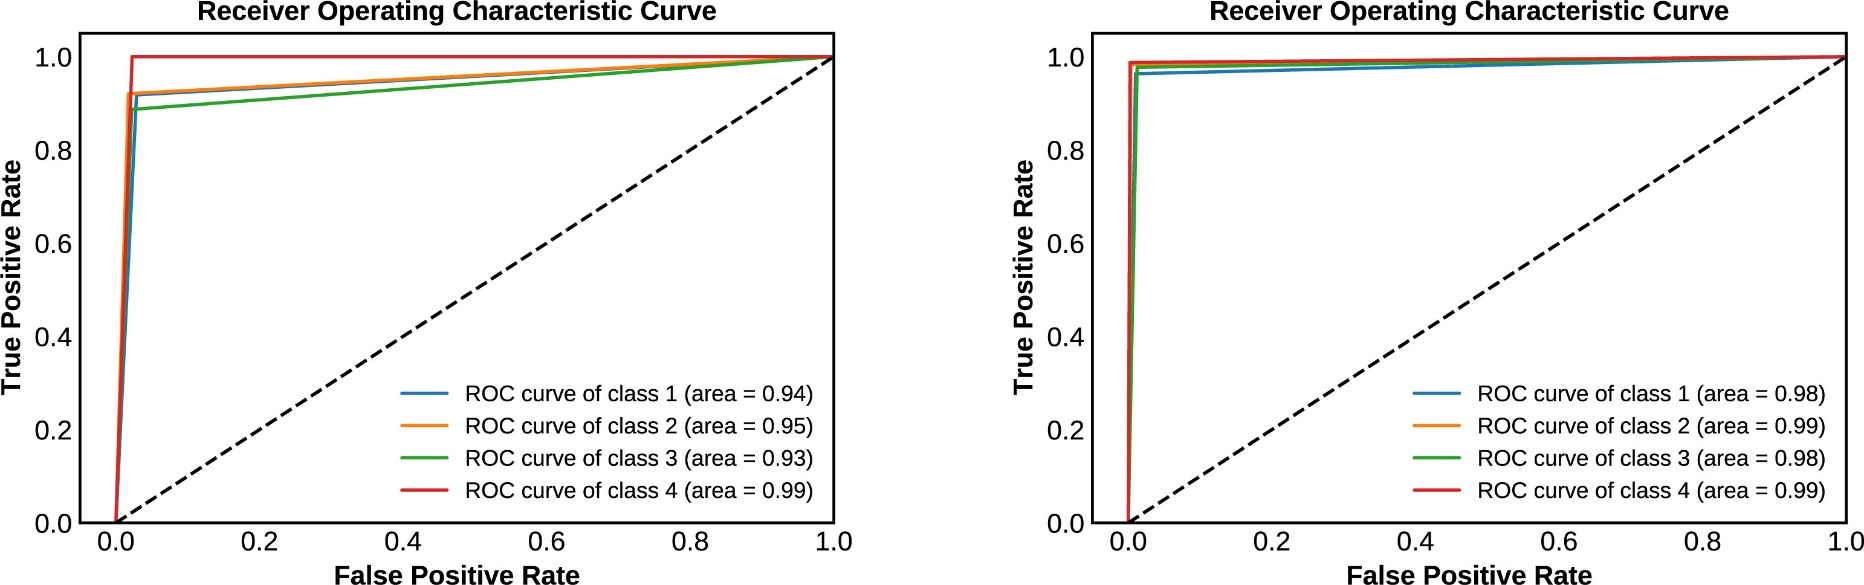 Receiver Operating Characteristic Curve
1.0
0.8
0.6
0.4
0.2
0.0
True Positive Rate
ROC curve of class 1 (area = 0.94)
ROC curve of class 2 (area = 0.95)
ROC curve of class 3 (area = 0.93)
ROC curve of class 4 (area = 0.99)
0.0 0.2 0.4 0.6 0.8 1.0
False Positive Rate
Receiver Operating Characteristic Curve
1.0
0.8
0.6
0.4
0.2
0.0
True Positive Rate
ROC curve of class 1 (area = 0.98)
ROC curve of class 2 (area = 0.99)
ROC curve of class 3 (area = 0.98)
ROC curve of class 4 (area = 0.99)
0.0 0.2 0.4 0.6 0.8 1.0
False Positive Rate